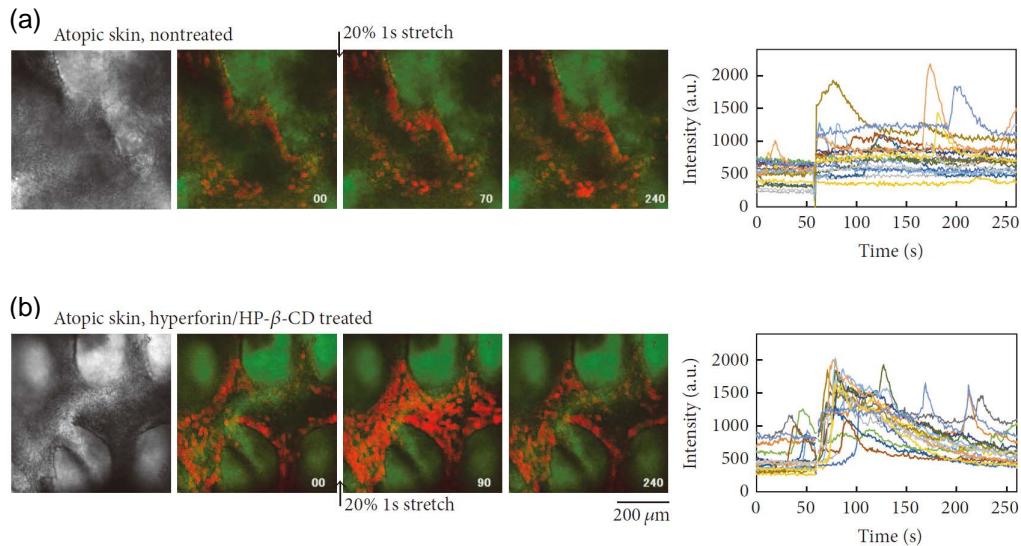 (a)
Atopic skin, nontreated
20% 1s stretch
00
70
240
Intensity (a.u.)
2000
1500
1000
500
0
0
50
100
150
200
250
Time (s)
(b)
Atopic skin, hyperforin/HP-β-CD treated
00
90
240
20% 1s stretch
200 μm
Intensity (a.u.)
2000
1500
1000
500
0
0
50
100
150
200
250
Time (s)